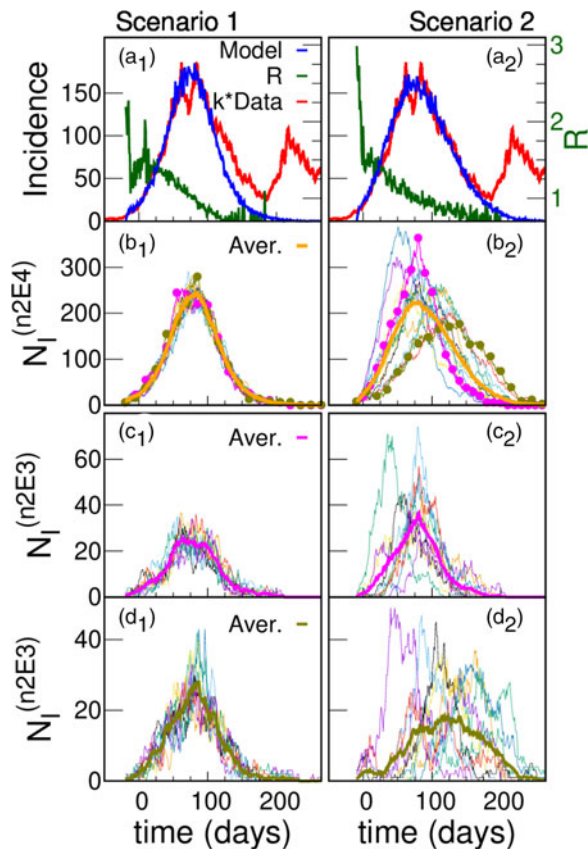 Scenario 1 Scenario 2
(a1) Model R k*Data
(a2)
Incidence 150 100 50 0
3 2 1 R
(b1) Aver.
(b2)
NI(n2E4) 300 200 100 0
(c1) Aver.
(c2)
NI(n2E3) 60 40 20 0
(d1) Aver.
(d2)
NI(n2E3) 40 20 0
0 100 200 0 100 200
time (days) time (days)